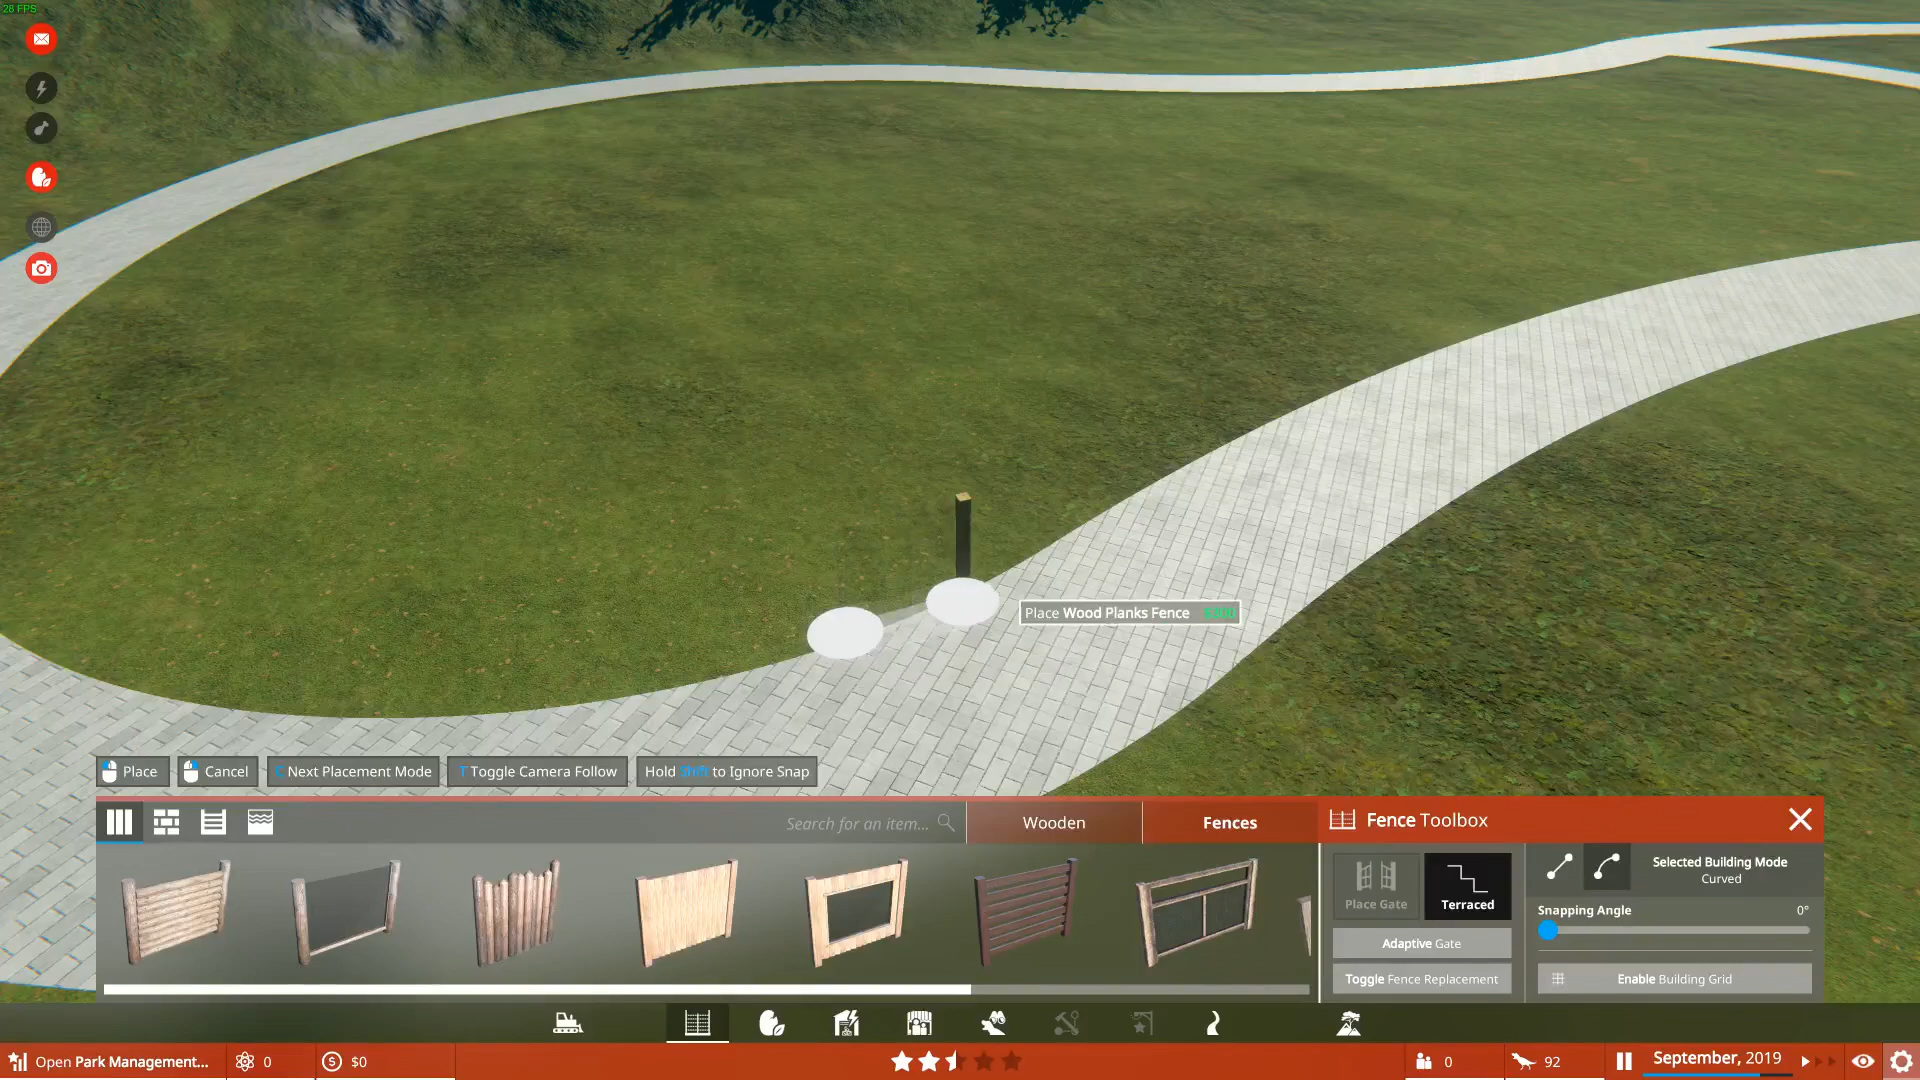 28 FPS
Place Wood Planks Fence
Place
Cancel
Next Placement Mode
T Toggle Camera Follow
Hold Shift to Ignore Snap
Search for an item...
Wooden
Fences
Fence Toolbox
Place Gate
Terraced
Selected Building Mode
Curved
Snapping Angle 0°
Adaptive Gate
Toggle Fence Replacement
Enable Building Grid
Open Park Management...
0
$0
0
92
September, 2019